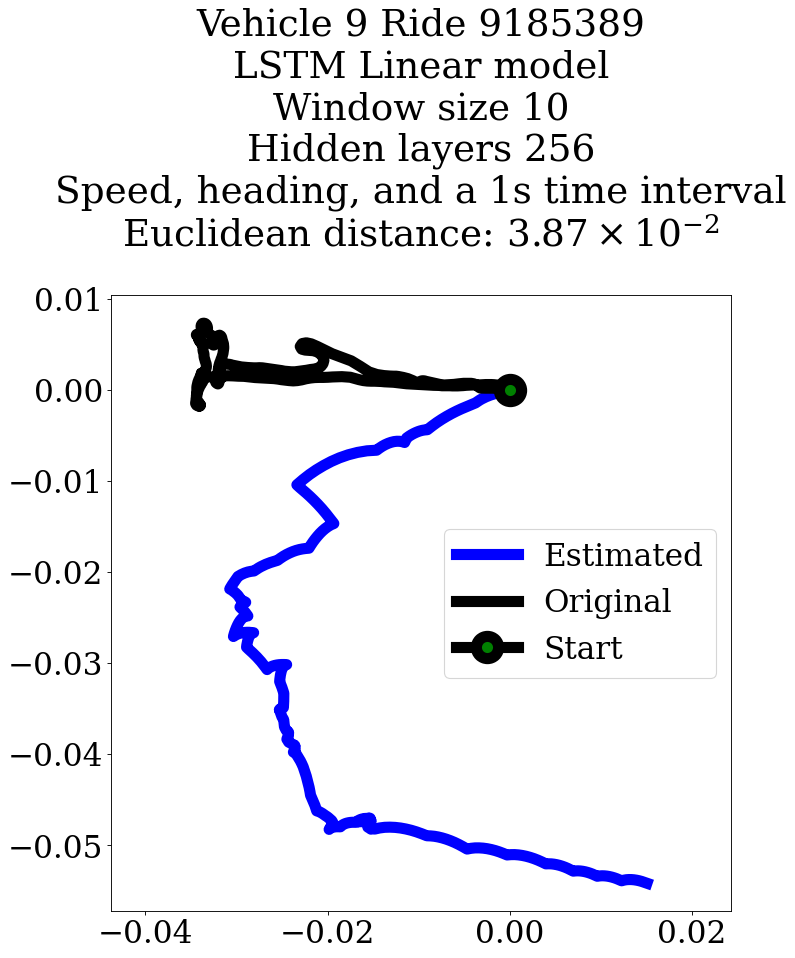 Vehicle 9 Ride 9185389
LSTM Linear model
Window size 10
Hidden layers 256
Speed, heading, and a 1s time interval
Euclidean distance: 3.87 × 10⁻²
0.01
0.00
−0.01
−0.02
−0.03
−0.04
−0.05
Estimated
Original
Start
−0.04 −0.02 0.00 0.02